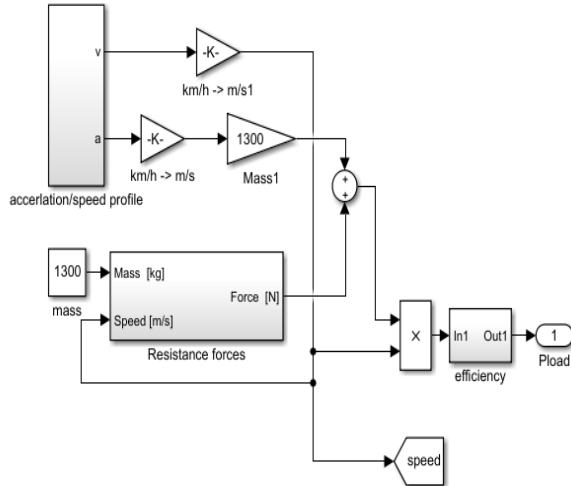 v
-K-
km/h -> m/s1
a
-K-
km/h -> m/s
1300
Mass1
accerlation/speed profile
+
+
1300
mass
Mass [kg]
Speed [m/s]
Force [N]
Resistance forces
X
In1
Out1
efficiency
1
Pload
speed